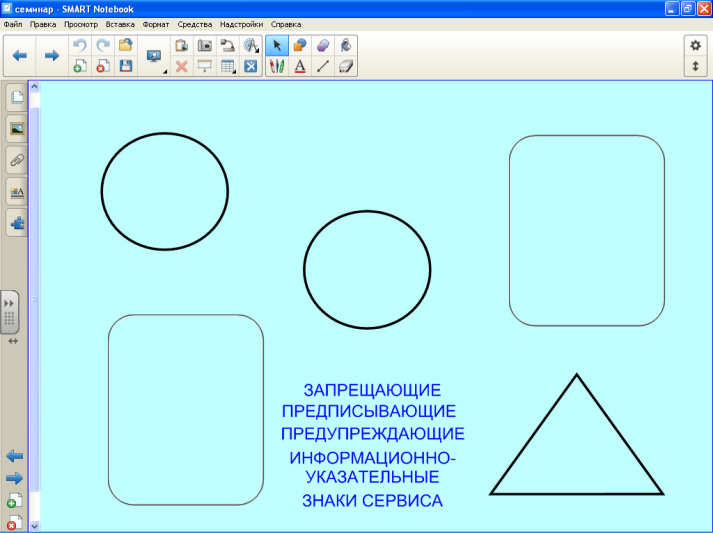 семинар - SMART Notebook
Файл Правка Просмотр Вставка Формат Средства Надстройки Справка
ЗАПРЕЩАЮЩИЕ
ПРЕДПИСЫВАЮЩИЕ
ПРЕДУПРЕЖДАЮЩИЕ
ИНФОРМАЦИОННО-
УКАЗАТЕЛЬНЫЕ
ЗНАКИ СЕРВИСА